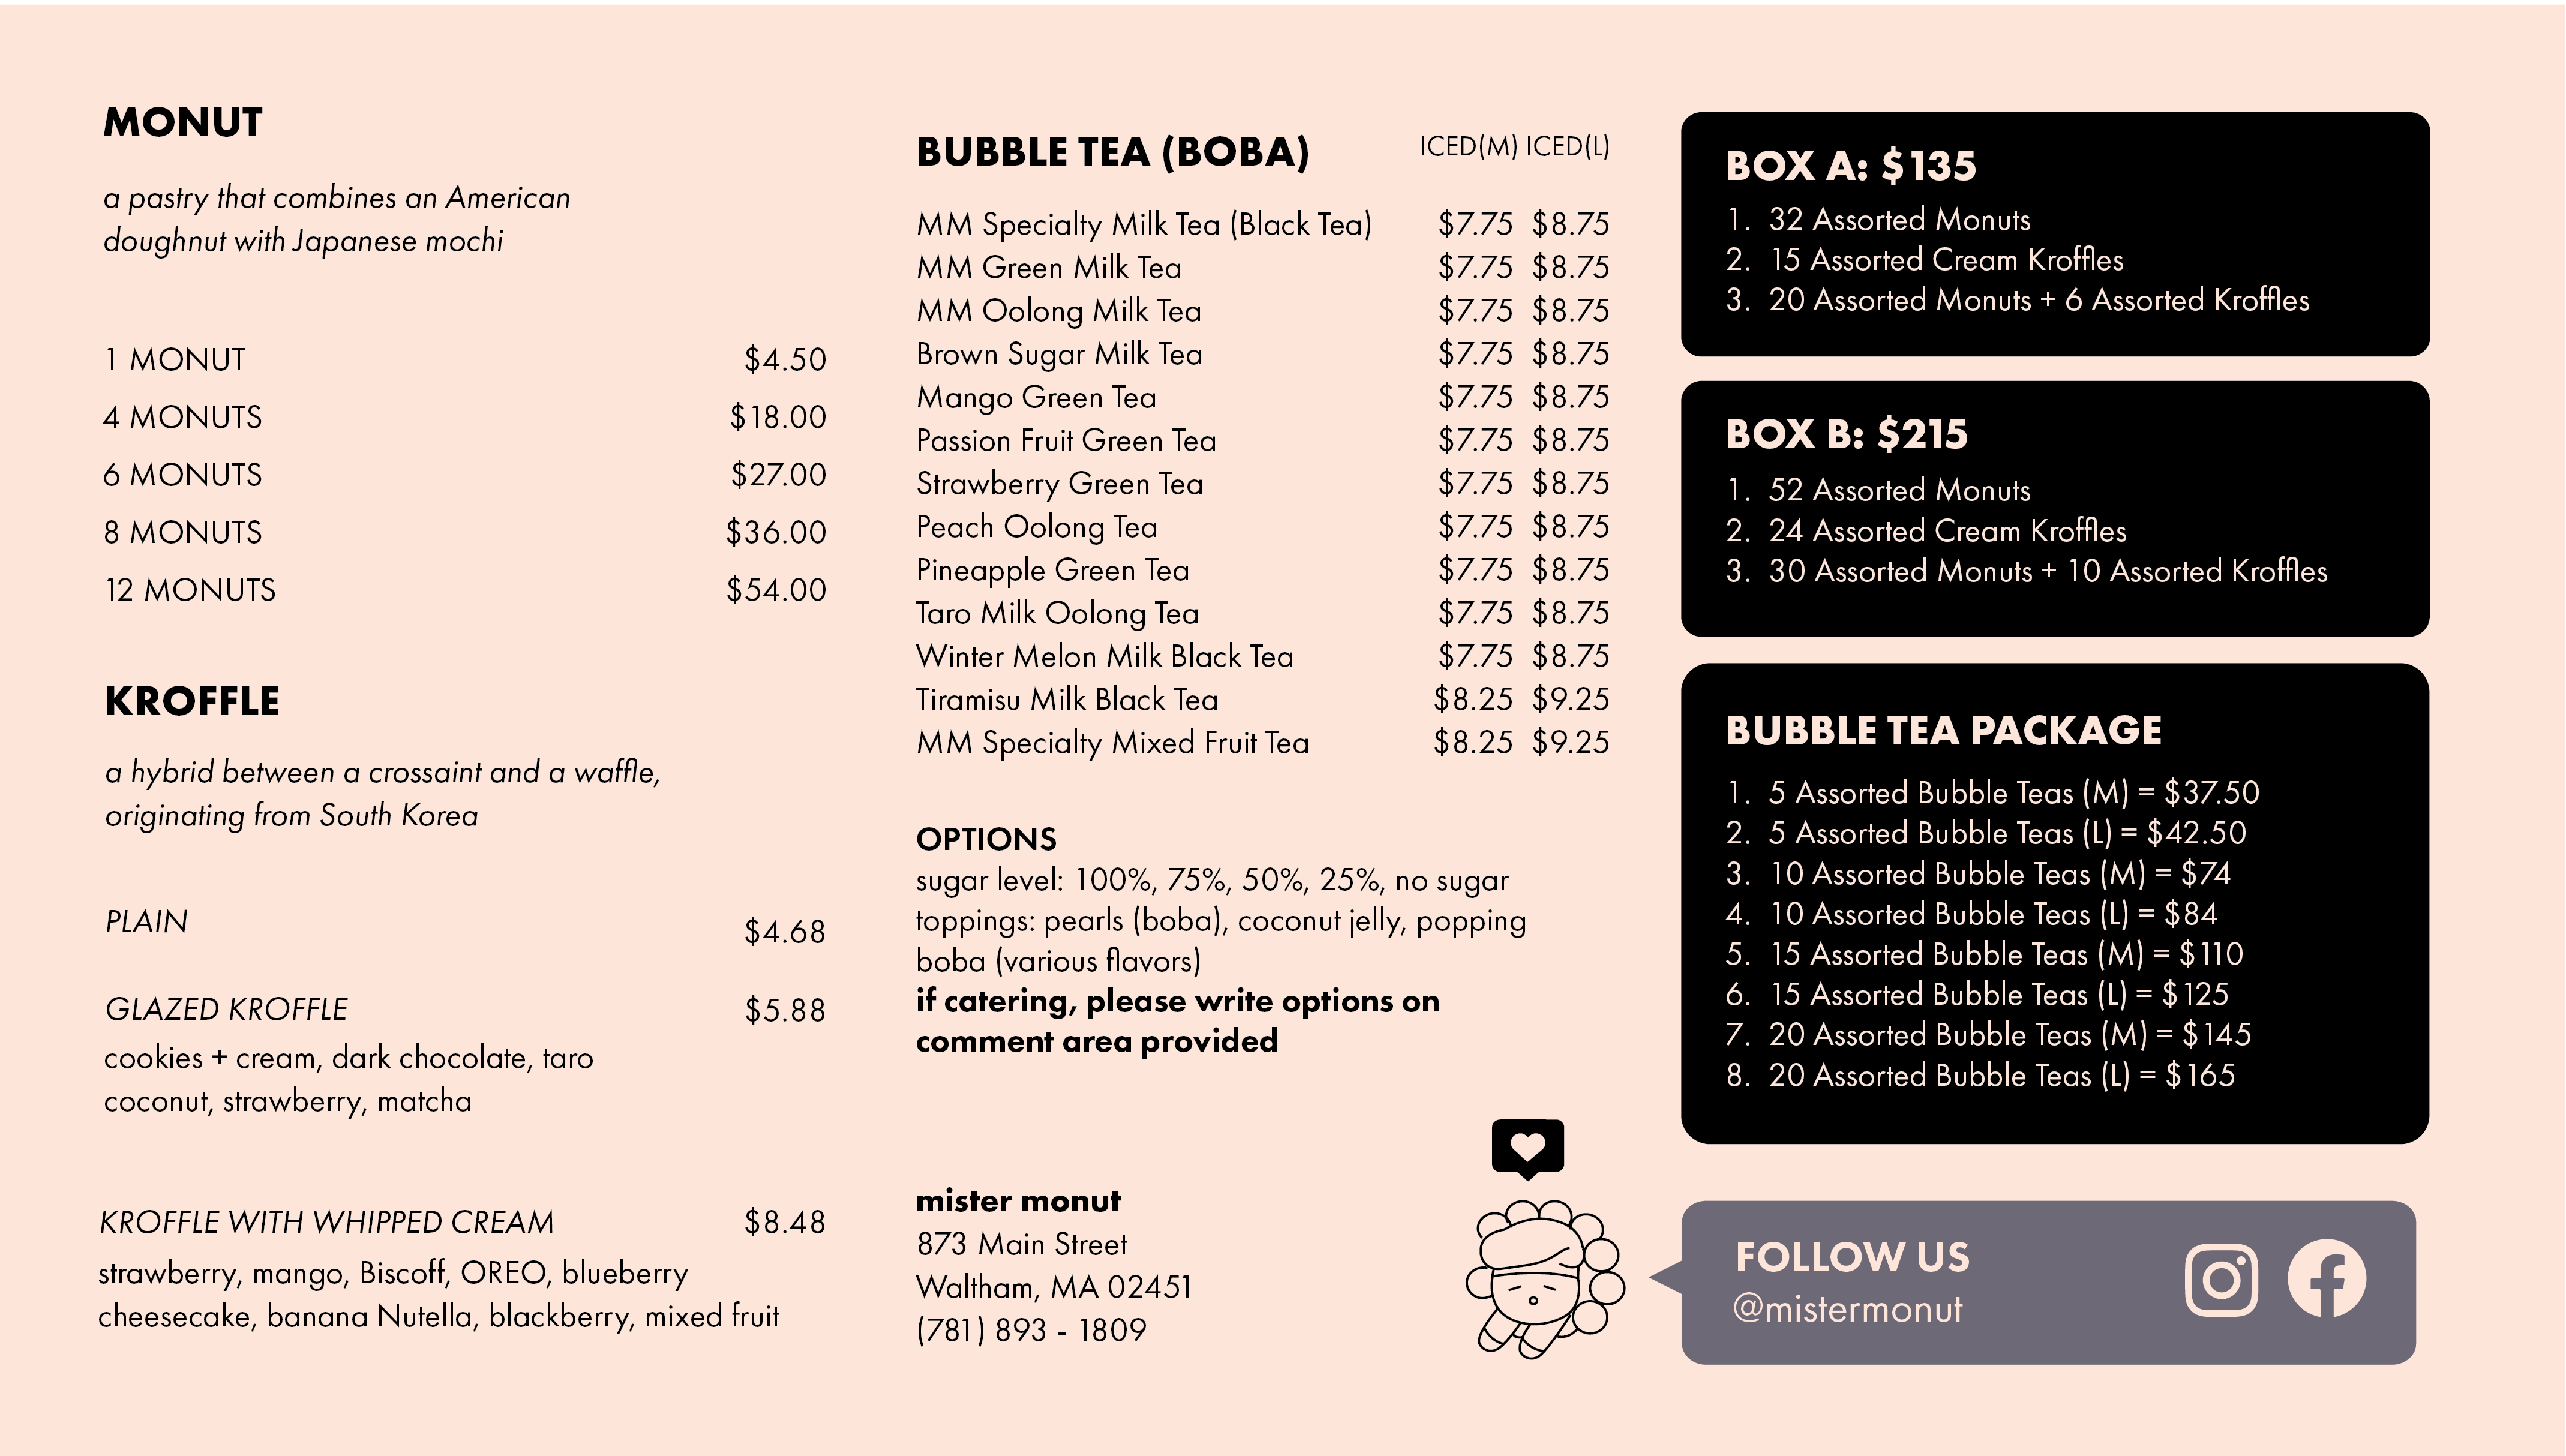 MONUT
a pastry that combines an American
doughnut with Japanese mochi
1 MONUT $4.50
4 MONUTS $18.00
6 MONUTS $27.00
8 MONUTS $36.00
12 MONUTS $54.00
KROFFLE
a hybrid between a crossaint and a waffle,
originating from South Korea
PLAIN $4.68
GLAZED KROFFLE $5.88
cookies + cream, dark chocolate, taro
coconut, strawberry, matcha
KROFFLE WITH WHIPPED CREAM $8.48
strawberry, mango, Biscoff, OREO, blueberry
cheesecake, banana Nutella, blackberry, mixed fruit
BUBBLE TEA (BOBA) ICED(M) ICED(L)
MM Specialty Milk Tea (Black Tea) $7.75 $8.75
MM Green Milk Tea $7.75 $8.75
MM Oolong Milk Tea $7.75 $8.75
Brown Sugar Milk Tea $7.75 $8.75
Mango Green Tea $7.75 $8.75
Passion Fruit Green Tea $7.75 $8.75
Strawberry Green Tea $7.75 $8.75
Peach Oolong Tea $7.75 $8.75
Pineapple Green Tea $7.75 $8.75
Taro Milk Oolong Tea $7.75 $8.75
Winter Melon Milk Black Tea $7.75 $8.75
Tiramisu Milk Black Tea $8.25 $9.25
MM Specialty Mixed Fruit Tea $8.25 $9.25
OPTIONS
sugar level: 100%, 75%, 50%, 25%, no sugar
toppings: pearls (boba), coconut jelly, popping
boba (various flavors)
if catering, please write options on
comment area provided
mister monut
873 Main Street
Waltham, MA 02451
(781) 893 - 1809
BOX A: $135
1. 32 Assorted Monuts
2. 15 Assorted Cream Kroffles
3. 20 Assorted Monuts + 6 Assorted Kroffles
BOX B: $215
1. 52 Assorted Monuts
2. 24 Assorted Cream Kroffles
3. 30 Assorted Monuts + 10 Assorted Kroffles
BUBBLE TEA PACKAGE
1. 5 Assorted Bubble Teas (M) = $37.50
2. 5 Assorted Bubble Teas (L) = $42.50
3. 10 Assorted Bubble Teas (M) = $74
4. 10 Assorted Bubble Teas (L) = $84
5. 15 Assorted Bubble Teas (M) = $110
6. 15 Assorted Bubble Teas (L) = $125
7. 20 Assorted Bubble Teas (M) = $145
8. 20 Assorted Bubble Teas (L) = $165
FOLLOW US
@mistermonut